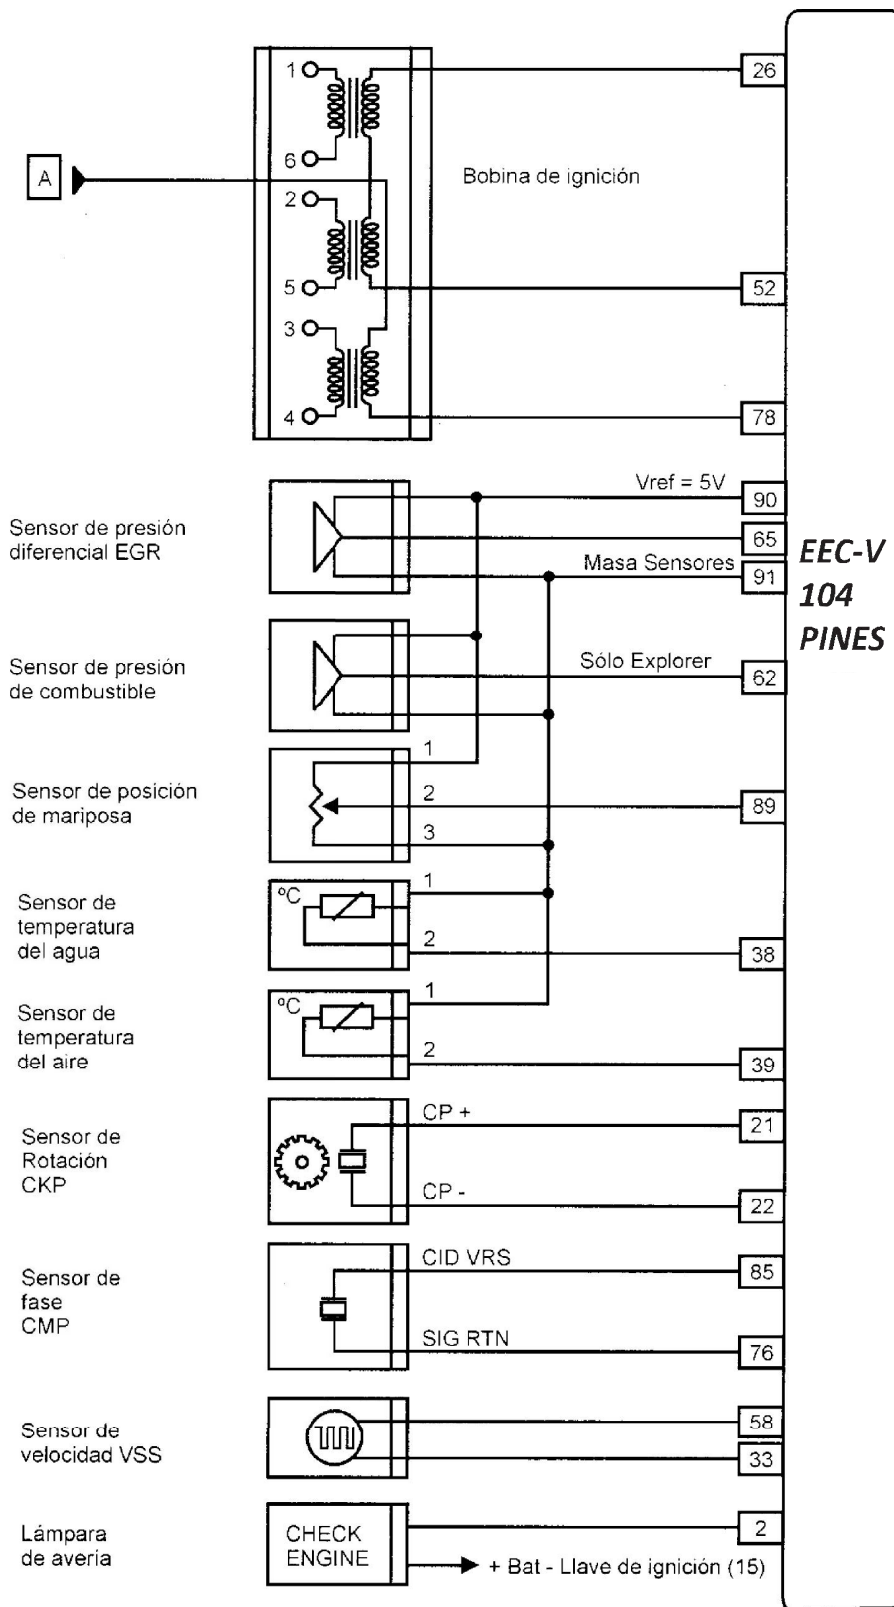 1
26
6
A
Bobina de ignición
2
5
52
3
4
78
Vref = 5V
90
Sensor de presión
diferencial EGR
65
Masa Sensores
91
EEC-V
104
PINES
Sensor de presión
de combustible
Sólo Explorer
62
1
Sensor de posición
de mariposa
2
89
3
ºC
1
Sensor de
temperatura
del agua
2
38
ºC
1
Sensor de
temperatura
del aire
2
39
CP +
21
Sensor de
Rotación
CKP
CP -
22
CID VRS
85
Sensor de
fase
CMP
SIG RTN
76
58
Sensor de
velocidad VSS
33
Lámpara
de avería
CHECK
ENGINE
2
+ Bat - Llave de ignición (15)